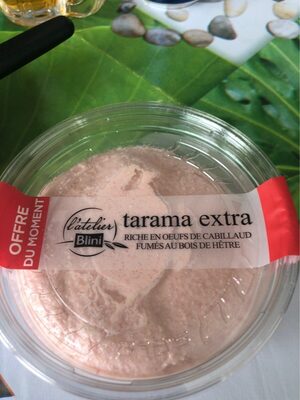 OFFRE
DU MOMENT
l'atelier
Blini
tarama extra
RICHE EN OEUFS DE CABILLAUD
FUMÉS AU BOIS DE HÊTRE